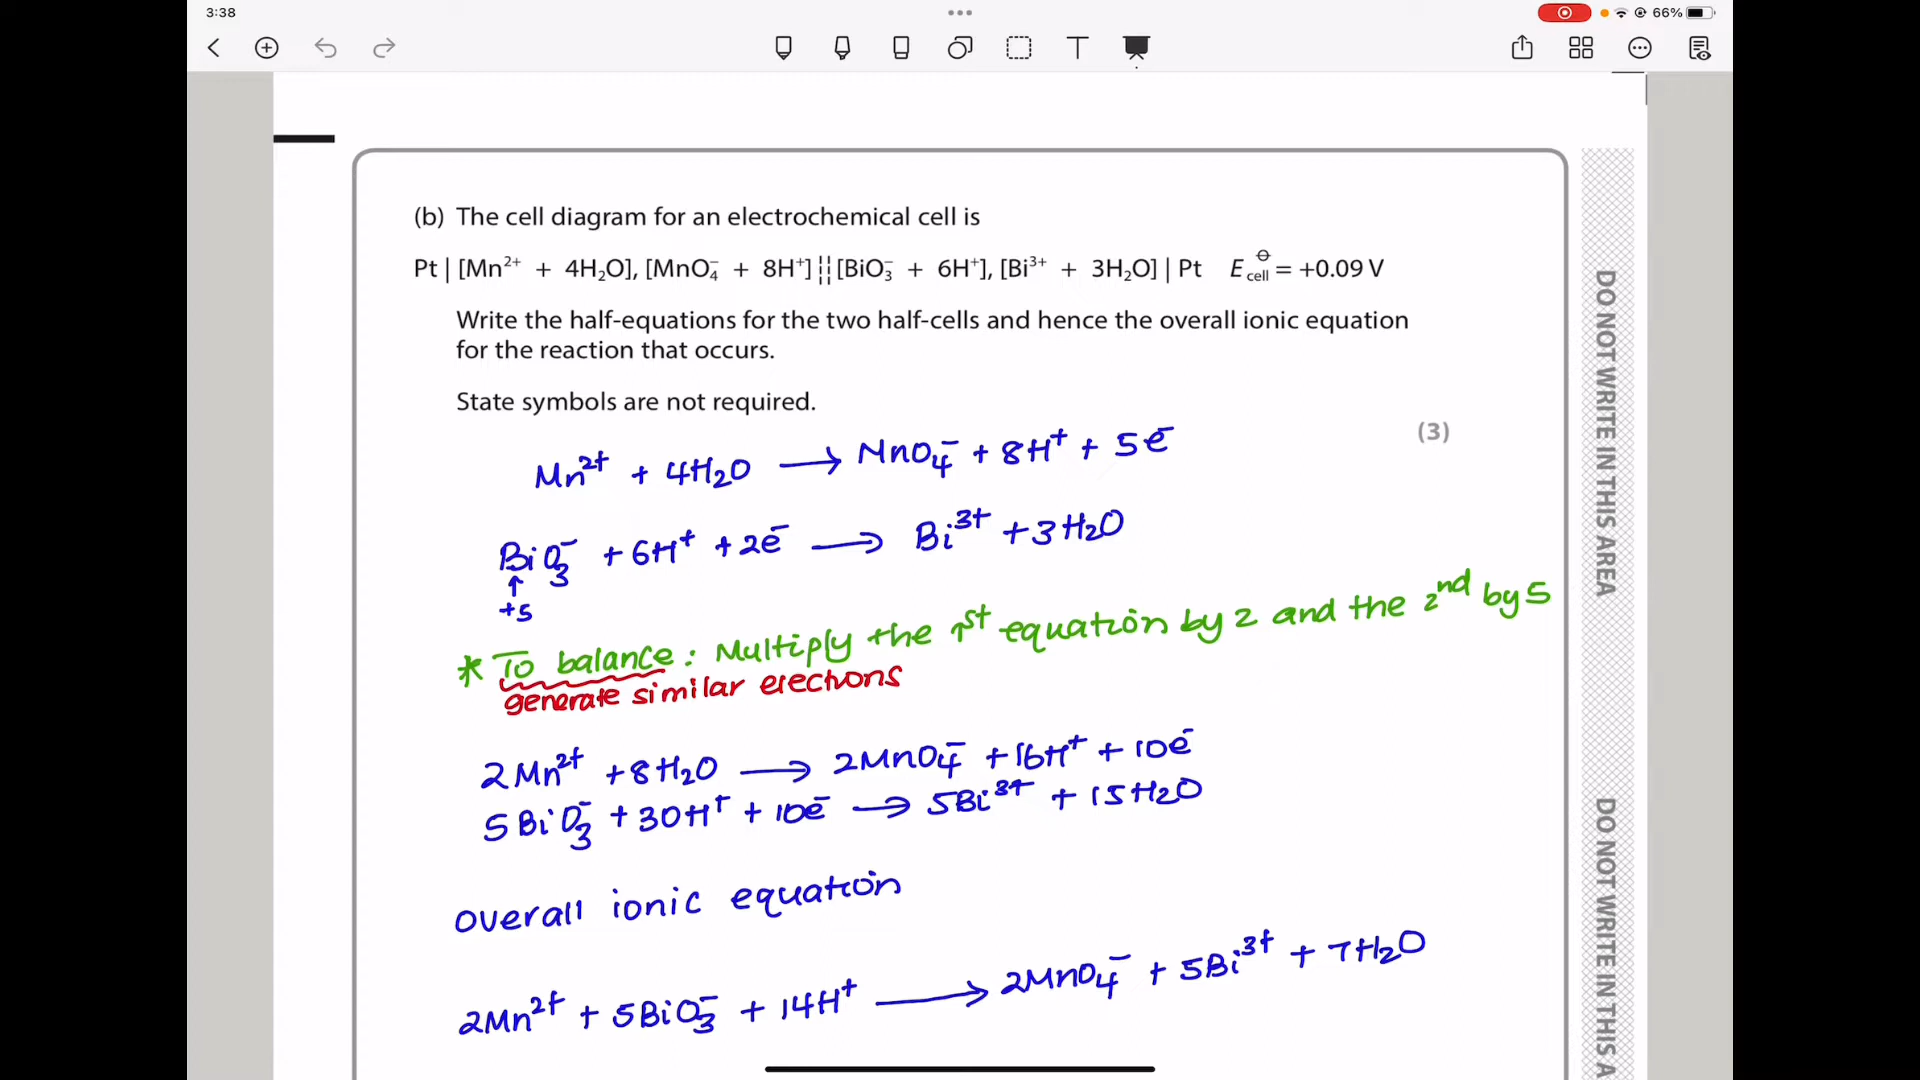 3:38
66%
(b) The cell diagram for an electrochemical cell is
Pt | [Mn²⁺ + 4H₂O], [MnO₄⁻ + 8H⁺] ¦¦ [BiO₃⁻ + 6H⁺], [Bi³⁺ + 3H₂O] | Pt E⦵cell = +0.09 V
Write the half-equations for the two half-cells and hence the overall ionic equation
for the reaction that occurs.
State symbols are not required.
(3)
Mn²⁺ + 4H₂O → MnO₄⁻ + 8H⁺ + 5e⁻
BiO₃⁻ + 6H⁺ + 2e⁻ → Bi³⁺ + 3H₂O
↑
+5
* To balance: Multiply the 1st equation by 2 and the 2nd by 5
generate similar electrons
2Mn²⁺ + 8H₂O → 2MnO₄⁻ + 16H⁺ + 10e⁻
5BiO₃⁻ + 30H⁺ + 10e⁻ → 5Bi³⁺ + 15H₂O
overall ionic equation
2Mn²⁺ + 5BiO₃⁻ + 14H⁺ → 2MnO₄⁻ + 5Bi³⁺ + 7H₂O
DO NOT WRITE IN THIS AREA
DO NOT WRITE IN THIS A